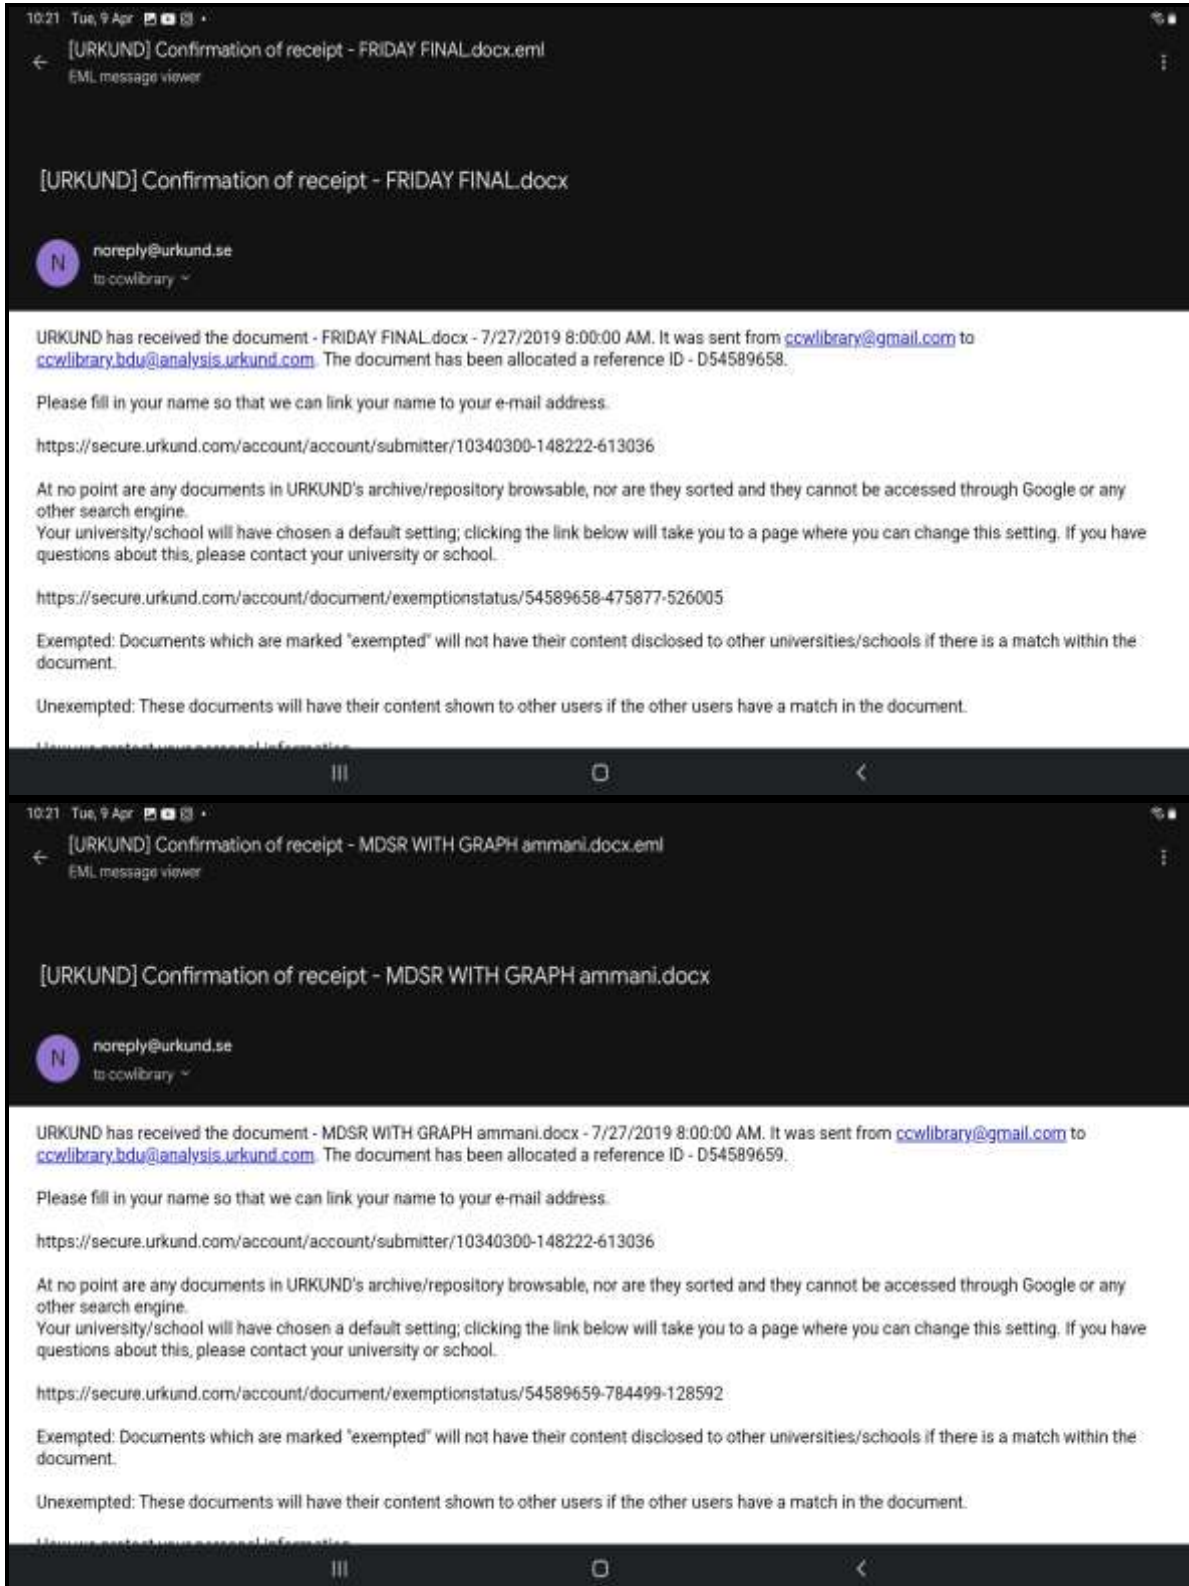 10:21 Tue, 9 Apr
[URKUND] Confirmation of receipt - FRIDAY FINAL.docx.eml
EML message viewer
[URKUND] Confirmation of receipt - FRIDAY FINAL.docx
N
noreply@urkund.se
to ccwlibrary
URKUND has received the document - FRIDAY FINAL.docx - 7/27/2019 8:00:00 AM. It was sent from ccwlibrary@gmail.com to
ccwlibrary.bdu@analysis.urkund.com. The document has been allocated a reference ID - D54589658.
Please fill in your name so that we can link your name to your e-mail address.
https://secure.urkund.com/account/account/submitter/10340300-148222-613036
At no point are any documents in URKUND's archive/repository browsable, nor are they sorted and they cannot be accessed through Google or any
other search engine.
Your university/school will have chosen a default setting; clicking the link below will take you to a page where you can change this setting. If you have
questions about this, please contact your university or school.
https://secure.urkund.com/account/document/exemptionstatus/54589658-475877-526005
Exempted: Documents which are marked "exempted" will not have their content disclosed to other universities/schools if there is a match within the
document.
Unexempted: These documents will have their content shown to other users if the other users have a match in the document.
How we protect your personal information
10:21 Tue, 9 Apr
[URKUND] Confirmation of receipt - MDSR WITH GRAPH ammani.docx.eml
EML message viewer
[URKUND] Confirmation of receipt - MDSR WITH GRAPH ammani.docx
N
noreply@urkund.se
to ccwlibrary
URKUND has received the document - MDSR WITH GRAPH ammani.docx - 7/27/2019 8:00:00 AM. It was sent from ccwlibrary@gmail.com to
ccwlibrary.bdu@analysis.urkund.com. The document has been allocated a reference ID - D54589659.
Please fill in your name so that we can link your name to your e-mail address.
https://secure.urkund.com/account/account/submitter/10340300-148222-613036
At no point are any documents in URKUND's archive/repository browsable, nor are they sorted and they cannot be accessed through Google or any
other search engine.
Your university/school will have chosen a default setting; clicking the link below will take you to a page where you can change this setting. If you have
questions about this, please contact your university or school.
https://secure.urkund.com/account/document/exemptionstatus/54589659-784499-128592
Exempted: Documents which are marked "exempted" will not have their content disclosed to other universities/schools if there is a match within the
document.
Unexempted: These documents will have their content shown to other users if the other users have a match in the document.
How we protect your personal information